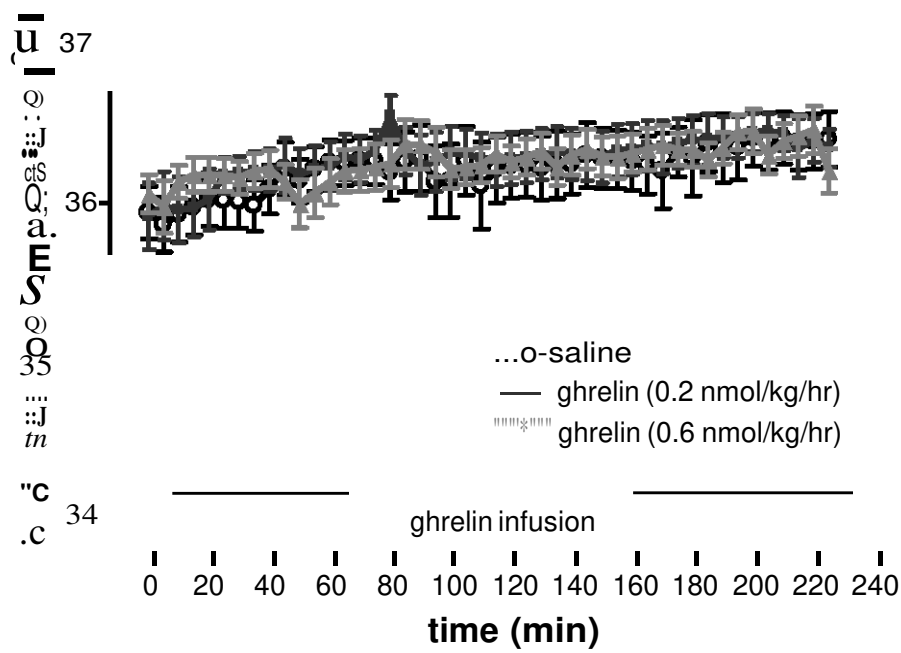 37
36
35
34
...o-saline
ghrelin (0.2 nmol/kg/hr)
""""*""" ghrelin (0.6 nmol/kg/hr)
ghrelin infusion
0 20 40 60 80 100 120 140 160 180 200 220 240
time (min)